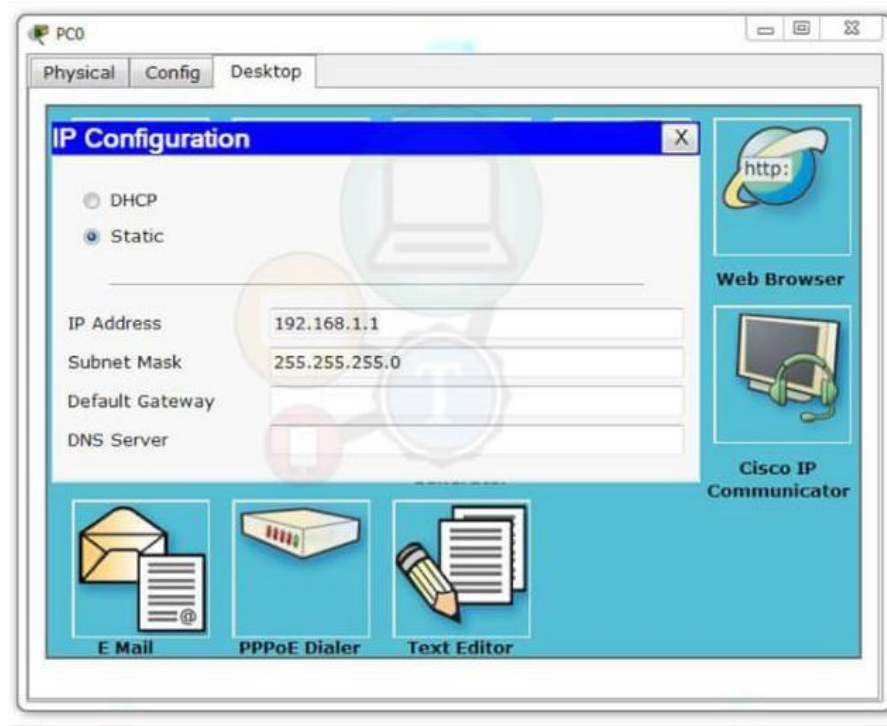 PC0
Physical Config Desktop
IP Configuration X
DHCP
Static
IP Address 192.168.1.1
Subnet Mask 255.255.255.0
Default Gateway
DNS Server
http:
Web Browser
Cisco IP
Communicator
@
E Mail
PPPoE Dialer
Text Editor
T